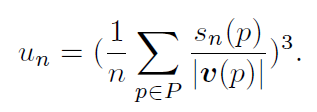 $u_n = (\frac{1}{n} \sum_{p \in P} \frac{s_n(p)}{|\boldsymbol{v}(p)|})^3.$